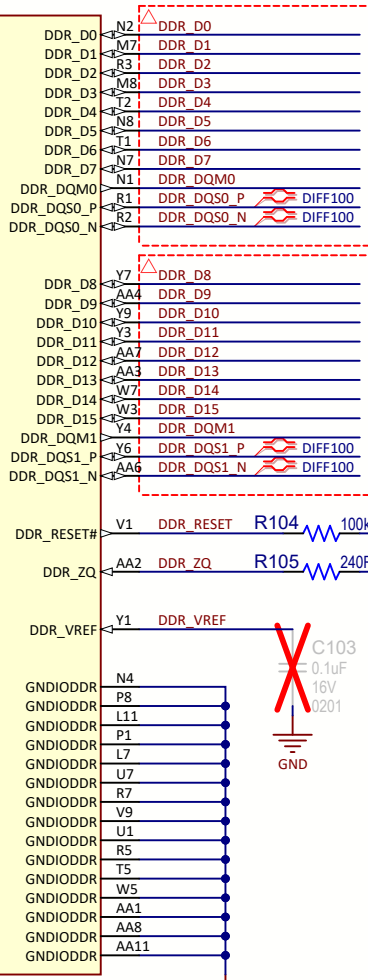 DDR_D0 N2 DDR_D0
DDR_D1 M7 DDR_D1
DDR_D2 R3 DDR_D2
DDR_D3 M8 DDR_D3
DDR_D4 T2 DDR_D4
DDR_D5 N8 DDR_D5
DDR_D6 T1 DDR_D6
DDR_D7 N7 DDR_D7
DDR_DQM0 N1 DDR_DQM0
DDR_DQS0_P R1 DDR_DQS0_P DIFF100
DDR_DQS0_N R2 DDR_DQS0_N DIFF100
DDR_D8 Y7 DDR_D8
DDR_D9 AA4 DDR_D9
DDR_D10 Y9 DDR_D10
DDR_D11 Y3 DDR_D11
DDR_D12 AA7 DDR_D12
DDR_D13 AA3 DDR_D13
DDR_D14 W7 DDR_D14
DDR_D15 W3 DDR_D15
DDR_DQM1 Y4 DDR_DQM1
DDR_DQS1_P Y6 DDR_DQS1_P DIFF100
DDR_DQS1_N AA6 DDR_DQS1_N DIFF100
DDR_RESET# V1 DDR_RESET R104 100k
DDR_ZQ AA2 DDR_ZQ R105 240R
DDR_VREF Y1 DDR_VREF
C103
0.1uF
16V
0201
GND
GNDIODDR N4
GNDIODDR P8
GNDIODDR L11
GNDIODDR P1
GNDIODDR L7
GNDIODDR U7
GNDIODDR R7
GNDIODDR V9
GNDIODDR U1
GNDIODDR R5
GNDIODDR T5
GNDIODDR W5
GNDIODDR AA1
GNDIODDR AA8
GNDIODDR AA11